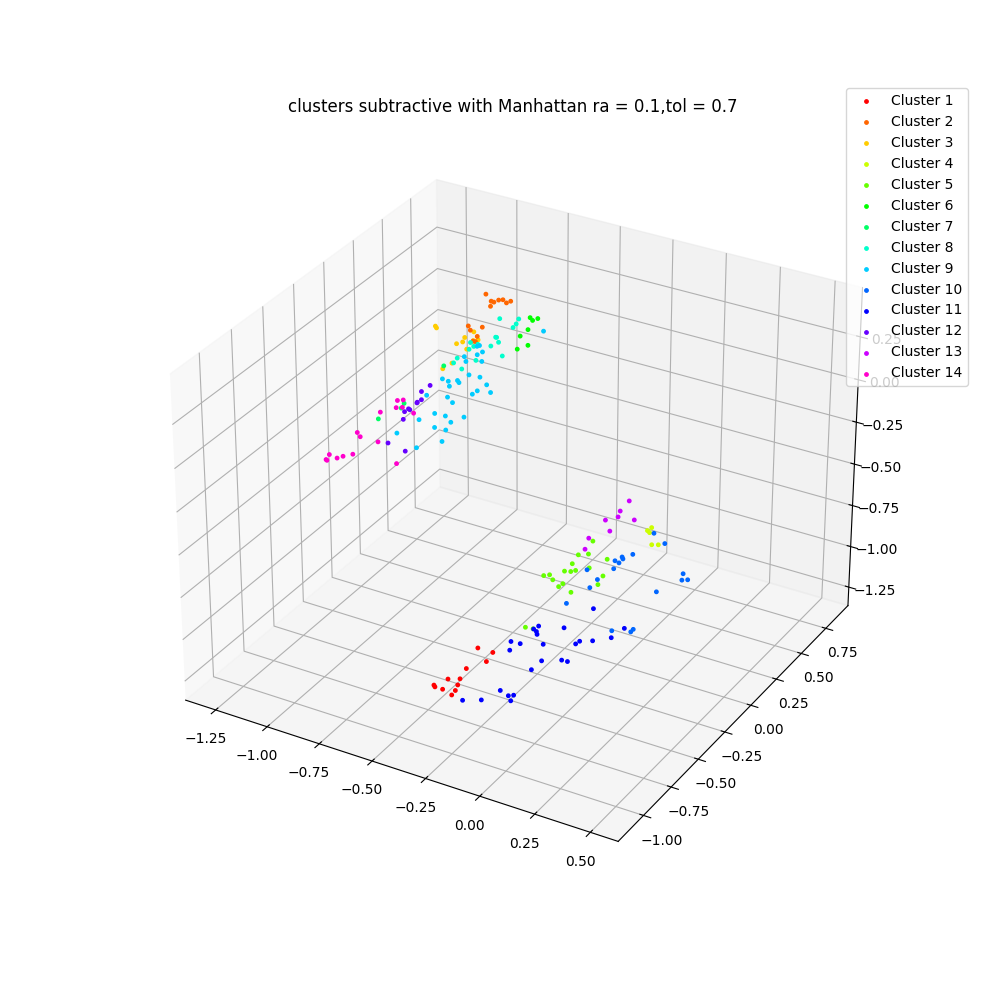 clusters subtractive with Manhattan ra = 0.1,tol = 0.7
Cluster 1
Cluster 2
Cluster 3
Cluster 4
Cluster 5
Cluster 6
Cluster 7
Cluster 8
Cluster 9
Cluster 10
Cluster 11
Cluster 12
Cluster 13
Cluster 14
0.25
0.00
−0.25
−0.50
−0.75
−1.00
−1.25
0.75
0.50
0.25
0.00
−0.25
−0.50
−0.75
−1.00
−1.25
−1.00
−0.75
−0.50
−0.25
0.00
0.25
0.50